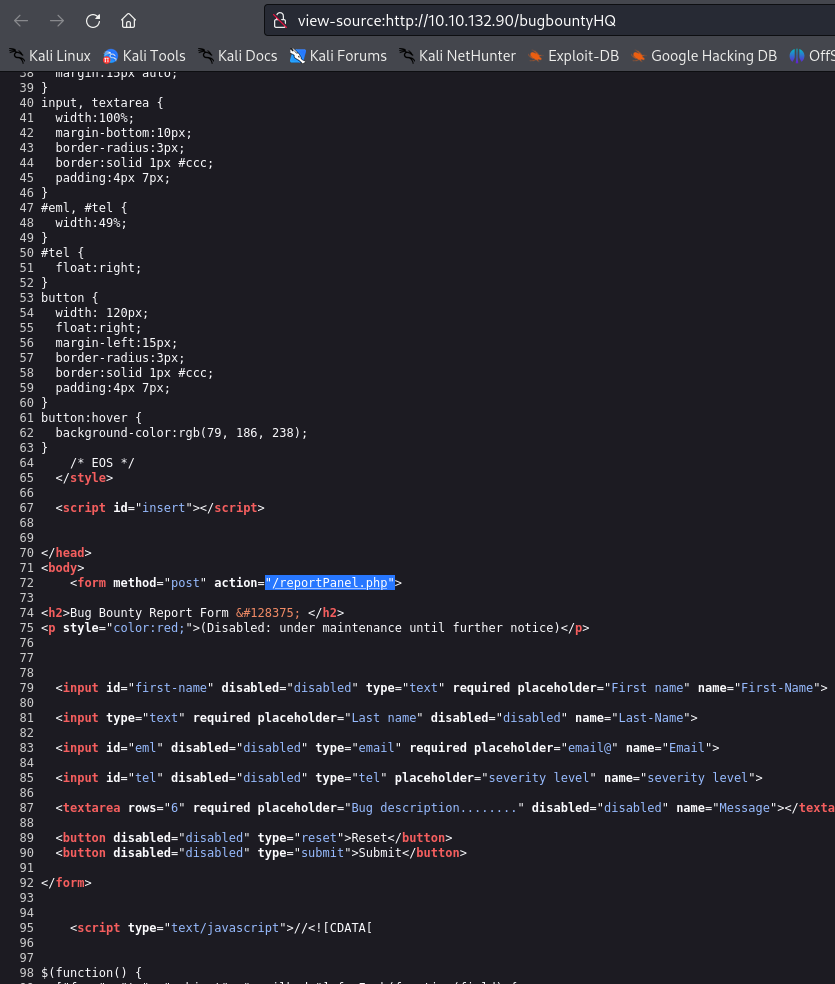 view-source:http://10.10.132.90/bugbountyHQ
Kali Linux Kali Tools Kali Docs Kali Forums Kali NetHunter Exploit-DB Google Hacking DB OffS
38 margin:15px auto;
39 }
40 input, textarea {
41 width:100%;
42 margin-bottom:10px;
43 border-radius:3px;
44 border:solid 1px #ccc;
45 padding:4px 7px;
46 }
47 #eml, #tel {
48 width:49%;
49 }
50 #tel {
51 float:right;
52 }
53 button {
54 width: 120px;
55 float:right;
56 margin-left:15px;
57 border-radius:3px;
58 border:solid 1px #ccc;
59 padding:4px 7px;
60 }
61 button:hover {
62 background-color:rgb(79, 186, 238);
63 }
64 /* EOS */
65 </style>
66
67 <script id="insert"></script>
68
69
70 </head>
71 <body>
72 <form method="post" action="/reportPanel.php">
73
74 <h2>Bug Bounty Report Form &#128375; </h2>
75 <p style="color:red;">(Disabled: under maintenance until further notice)</p>
76
77
78
79 <input id="first-name" disabled="disabled" type="text" required placeholder="First name" name="First-Name">
80
81 <input type="text" required placeholder="Last name" disabled="disabled" name="Last-Name">
82
83 <input id="eml" disabled="disabled" type="email" required placeholder="email@" name="Email">
84
85 <input id="tel" disabled="disabled" type="tel" placeholder="severity level" name="severity level">
86
87 <textarea rows="6" required placeholder="Bug description........" disabled="disabled" name="Message"></texta
88
89 <button disabled="disabled" type="reset">Reset</button>
90 <button disabled="disabled" type="submit">Submit</button>
91
92 </form>
93
94
95 <script type="text/javascript">//<![CDATA[
96
97
98 $(function() {